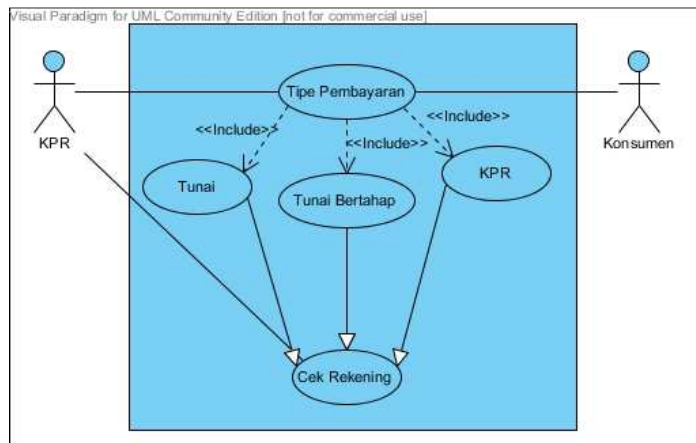 Visual Paradigm for UML Community Edition [not for commercial use]
Tipe Pembayaran
<<Include>>
<<Include>>
<<Include>>
KPR
Konsumen
Tunai
Tunai Bertahap
KPR
Cek Rekening